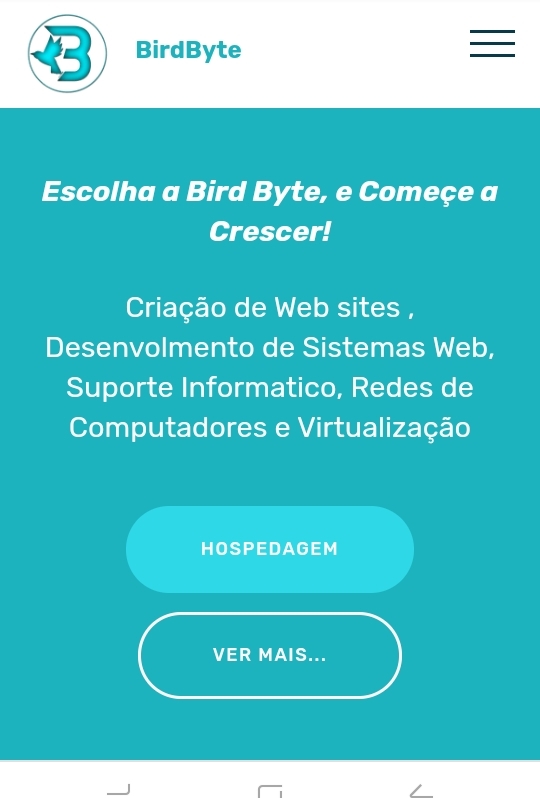 BirdByte
Escolha a Bird Byte, e Começe a
Crescer!
Criação de Web sites ,
Desenvolmento de Sistemas Web,
Suporte Informatico, Redes de
Computadores e Virtualização
HOSPEDAGEM
VER MAIS...